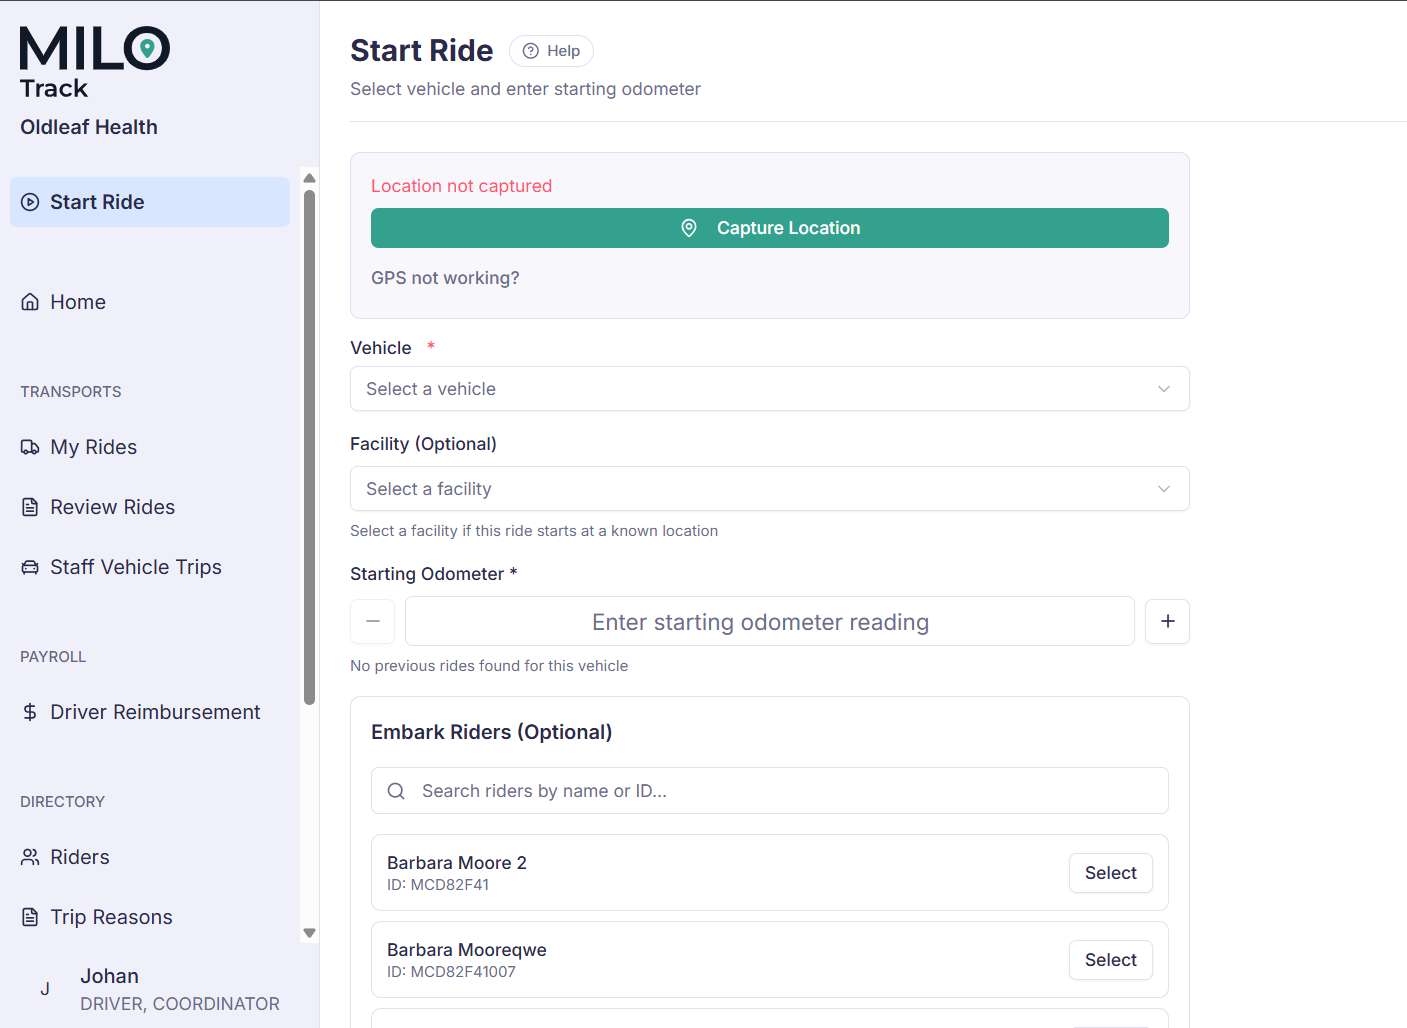 MILO
Track
Oldleaf Health
Start Ride
Home
TRANSPORTS
My Rides
Review Rides
Staff Vehicle Trips
PAYROLL
Driver Reimbursement
DIRECTORY
Riders
Trip Reasons
J
Johan
DRIVER, COORDINATOR
Start Ride
Help
Select vehicle and enter starting odometer
Location not captured
Capture Location
GPS not working?
Vehicle *
Select a vehicle
Facility (Optional)
Select a facility
Select a facility if this ride starts at a known location
Starting Odometer *
Enter starting odometer reading
No previous rides found for this vehicle
Embark Riders (Optional)
Search riders by name or ID...
Barbara Moore 2
ID: MCD82F41
Select
Barbara Mooreqwe
ID: MCD82F41007
Select